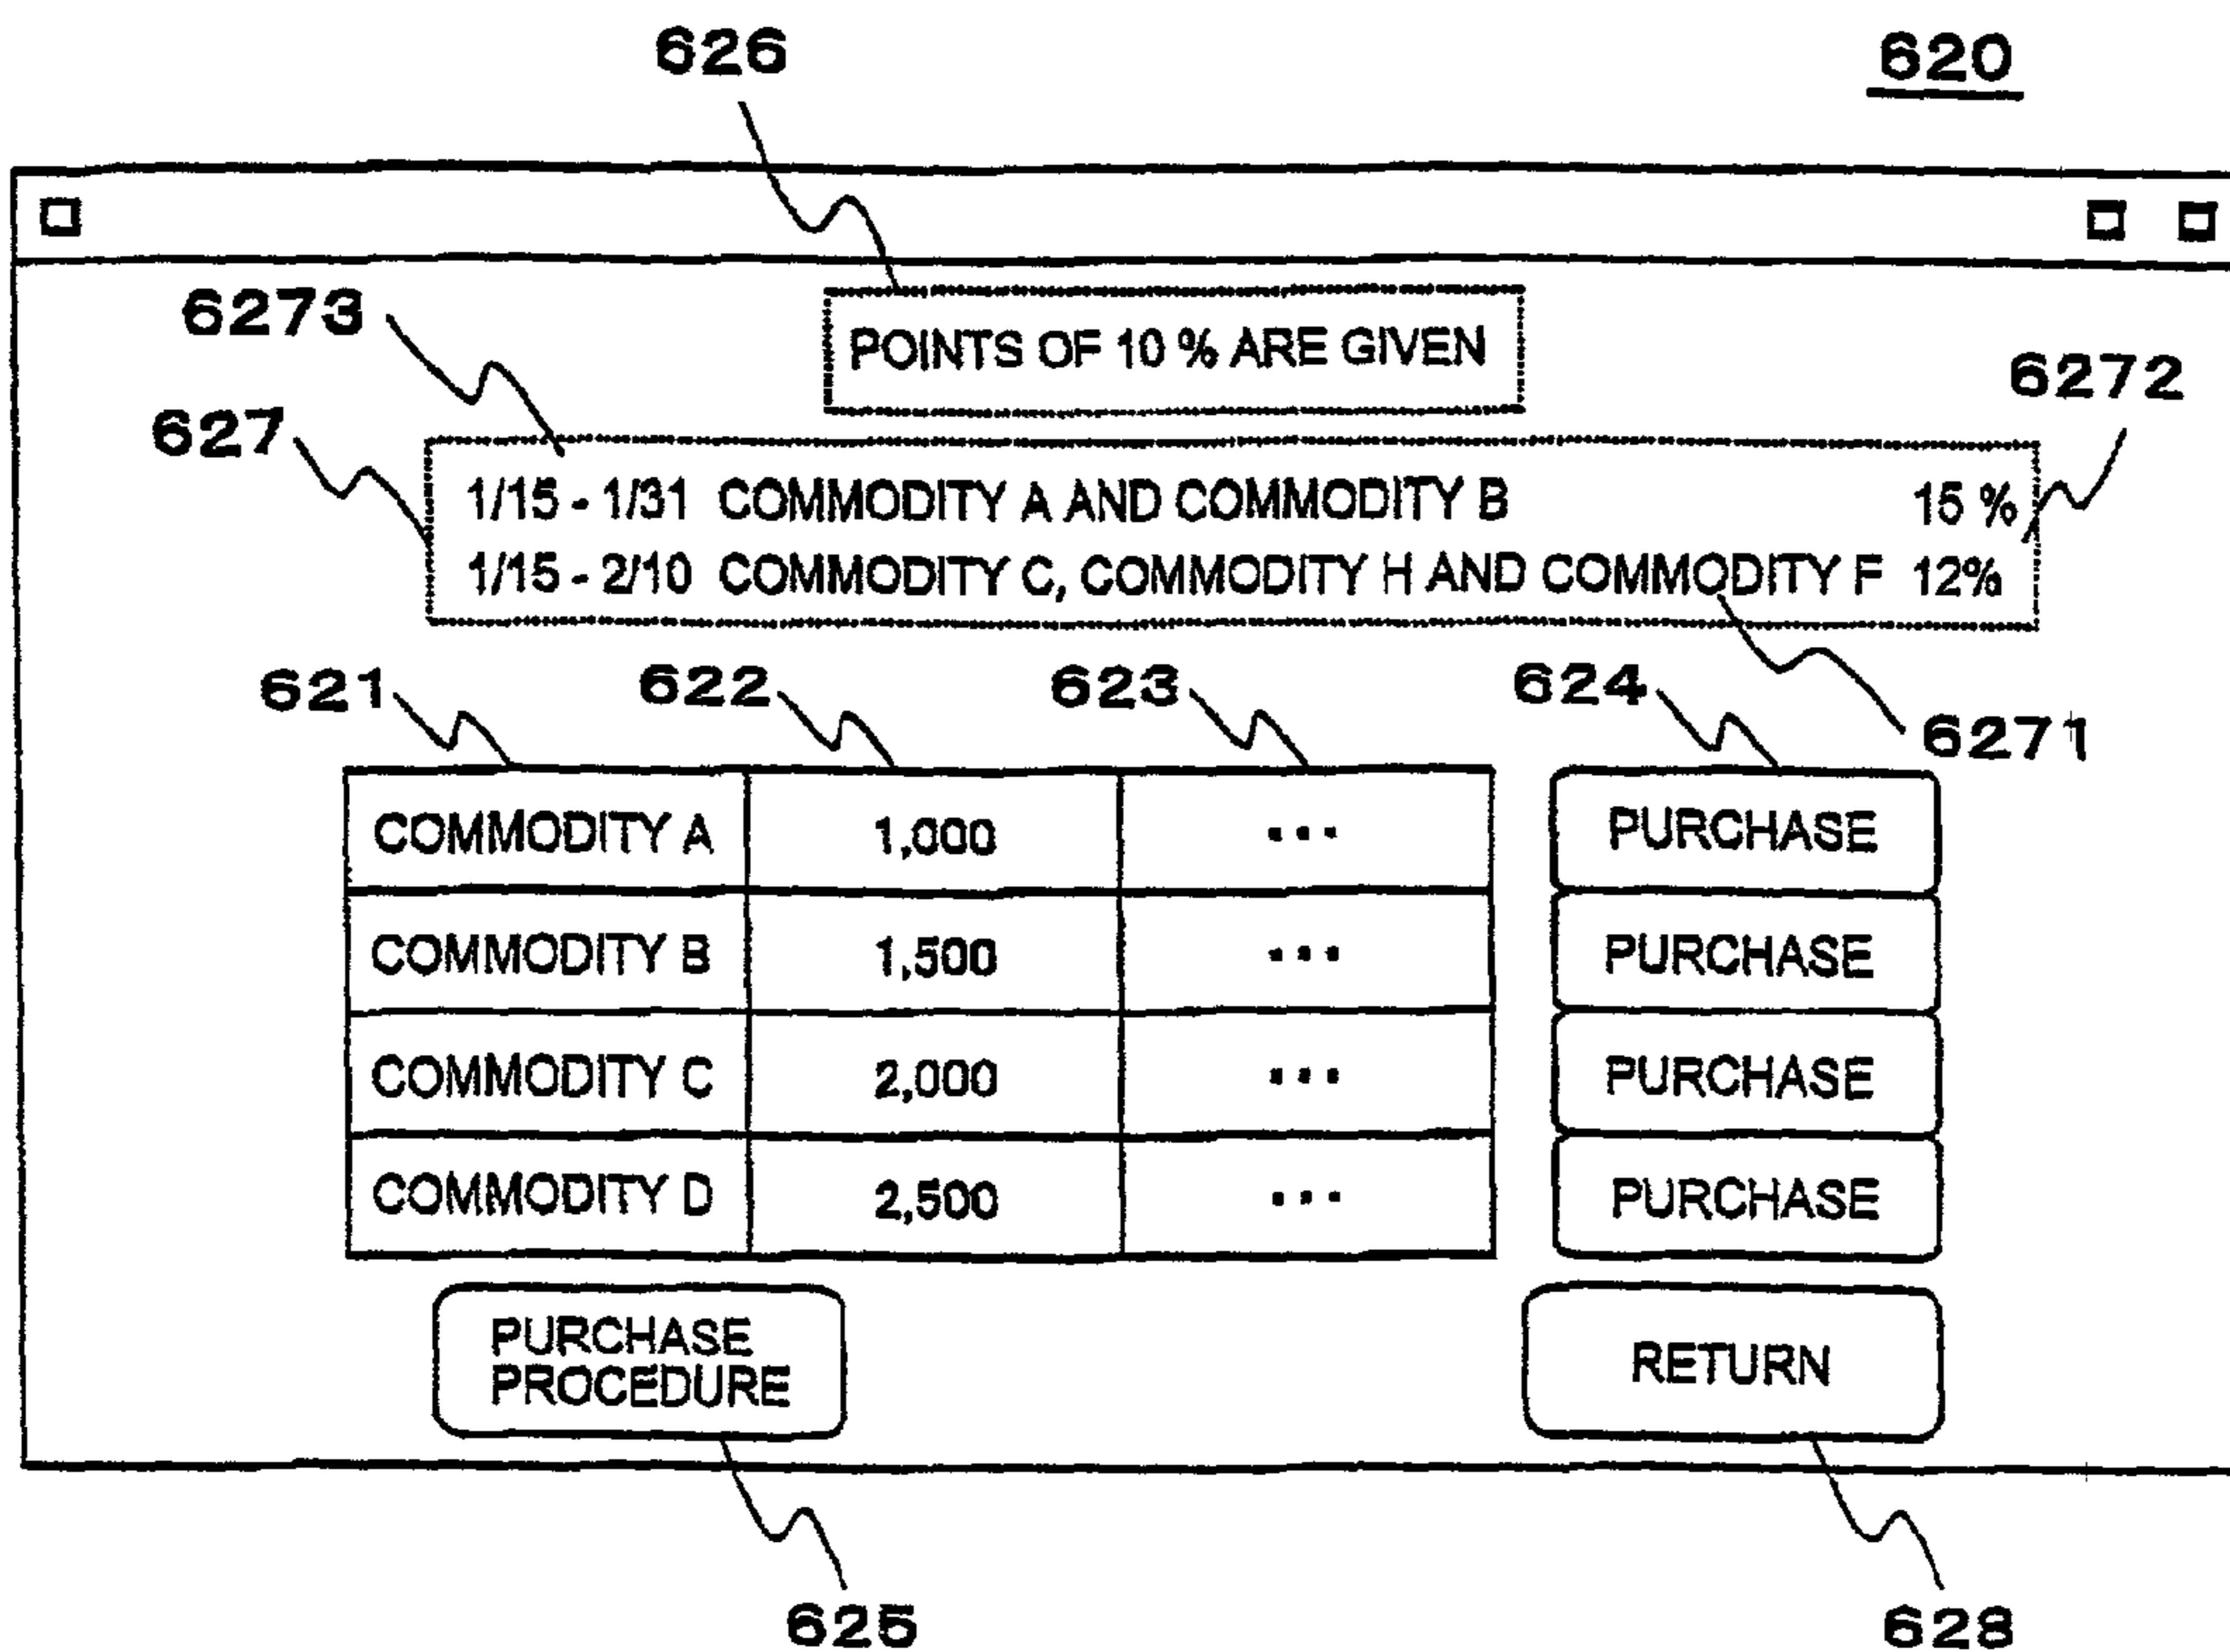 626
620
6273
POINTS OF 10 % ARE GIVEN
6272
627
1/15 - 1/31 COMMODITY A AND COMMODITY B 15 %
1/15 - 2/10 COMMODITY C, COMMODITY H AND COMMODITY F 12%
621 622 623 624
6271
COMMODITY A 1,000 ... PURCHASE
COMMODITY B 1,500 ... PURCHASE
COMMODITY C 2,000 ... PURCHASE
COMMODITY D 2,500 ... PURCHASE
PURCHASE
PROCEDURE
RETURN
625
628